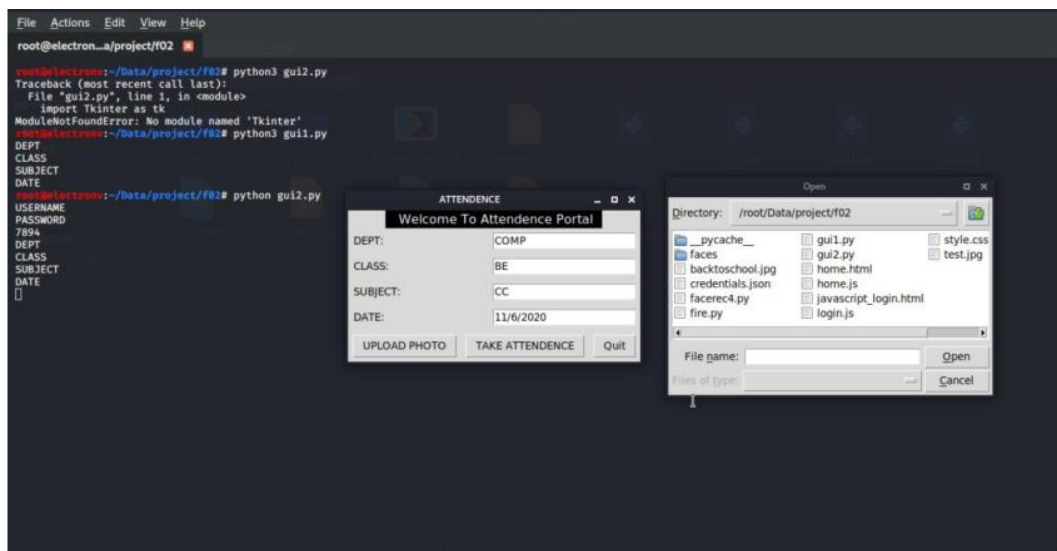 File Actions Edit View Help
root@electron...a/project/f02
root@electronv:~/Data/project/f02# python3 gui2.py
Traceback (most recent call last):
File "gui2.py", line 1, in <module>
import Tkinter as tk
ModuleNotFoundError: No module named 'Tkinter'
root@electronv:~/Data/project/f02# python3 gui1.py
DEPT
CLASS
SUBJECT
DATE
root@electronv:~/Data/project/f02# python gui2.py
USERNAME
PASSWORD
7894
DEPT
CLASS
SUBJECT
DATE
ATTENDENCE
Welcome To Attendence Portal
DEPT: COMP
CLASS: BE
SUBJECT: CC
DATE: 11/6/2020
UPLOAD PHOTO TAKE ATTENDENCE Quit
Open
Directory: /root/Data/project/f02
__pycache__ gui1.py style.css
faces gui2.py test.jpg
backtoschool.jpg home.html
credentials.json home.js
facerec4.py javascript_login.html
fire.py login.js
File name: Open
Files of type: Cancel